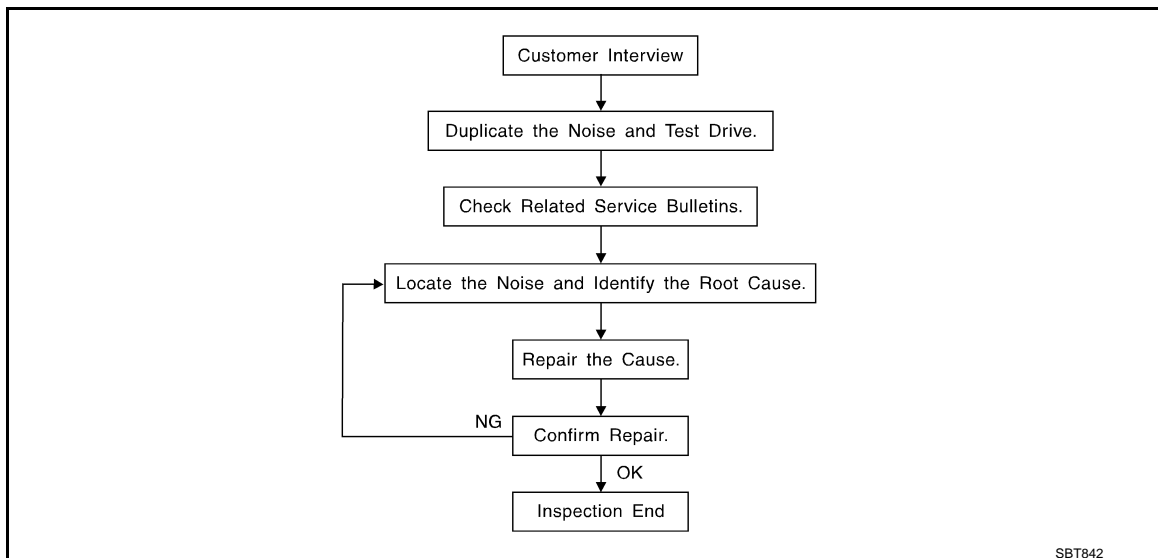 Customer Interview
Duplicate the Noise and Test Drive.
Check Related Service Bulletins.
Locate the Noise and Identify the Root Cause.
Repair the Cause.
NG
Confirm Repair.
OK
Inspection End
SBT842